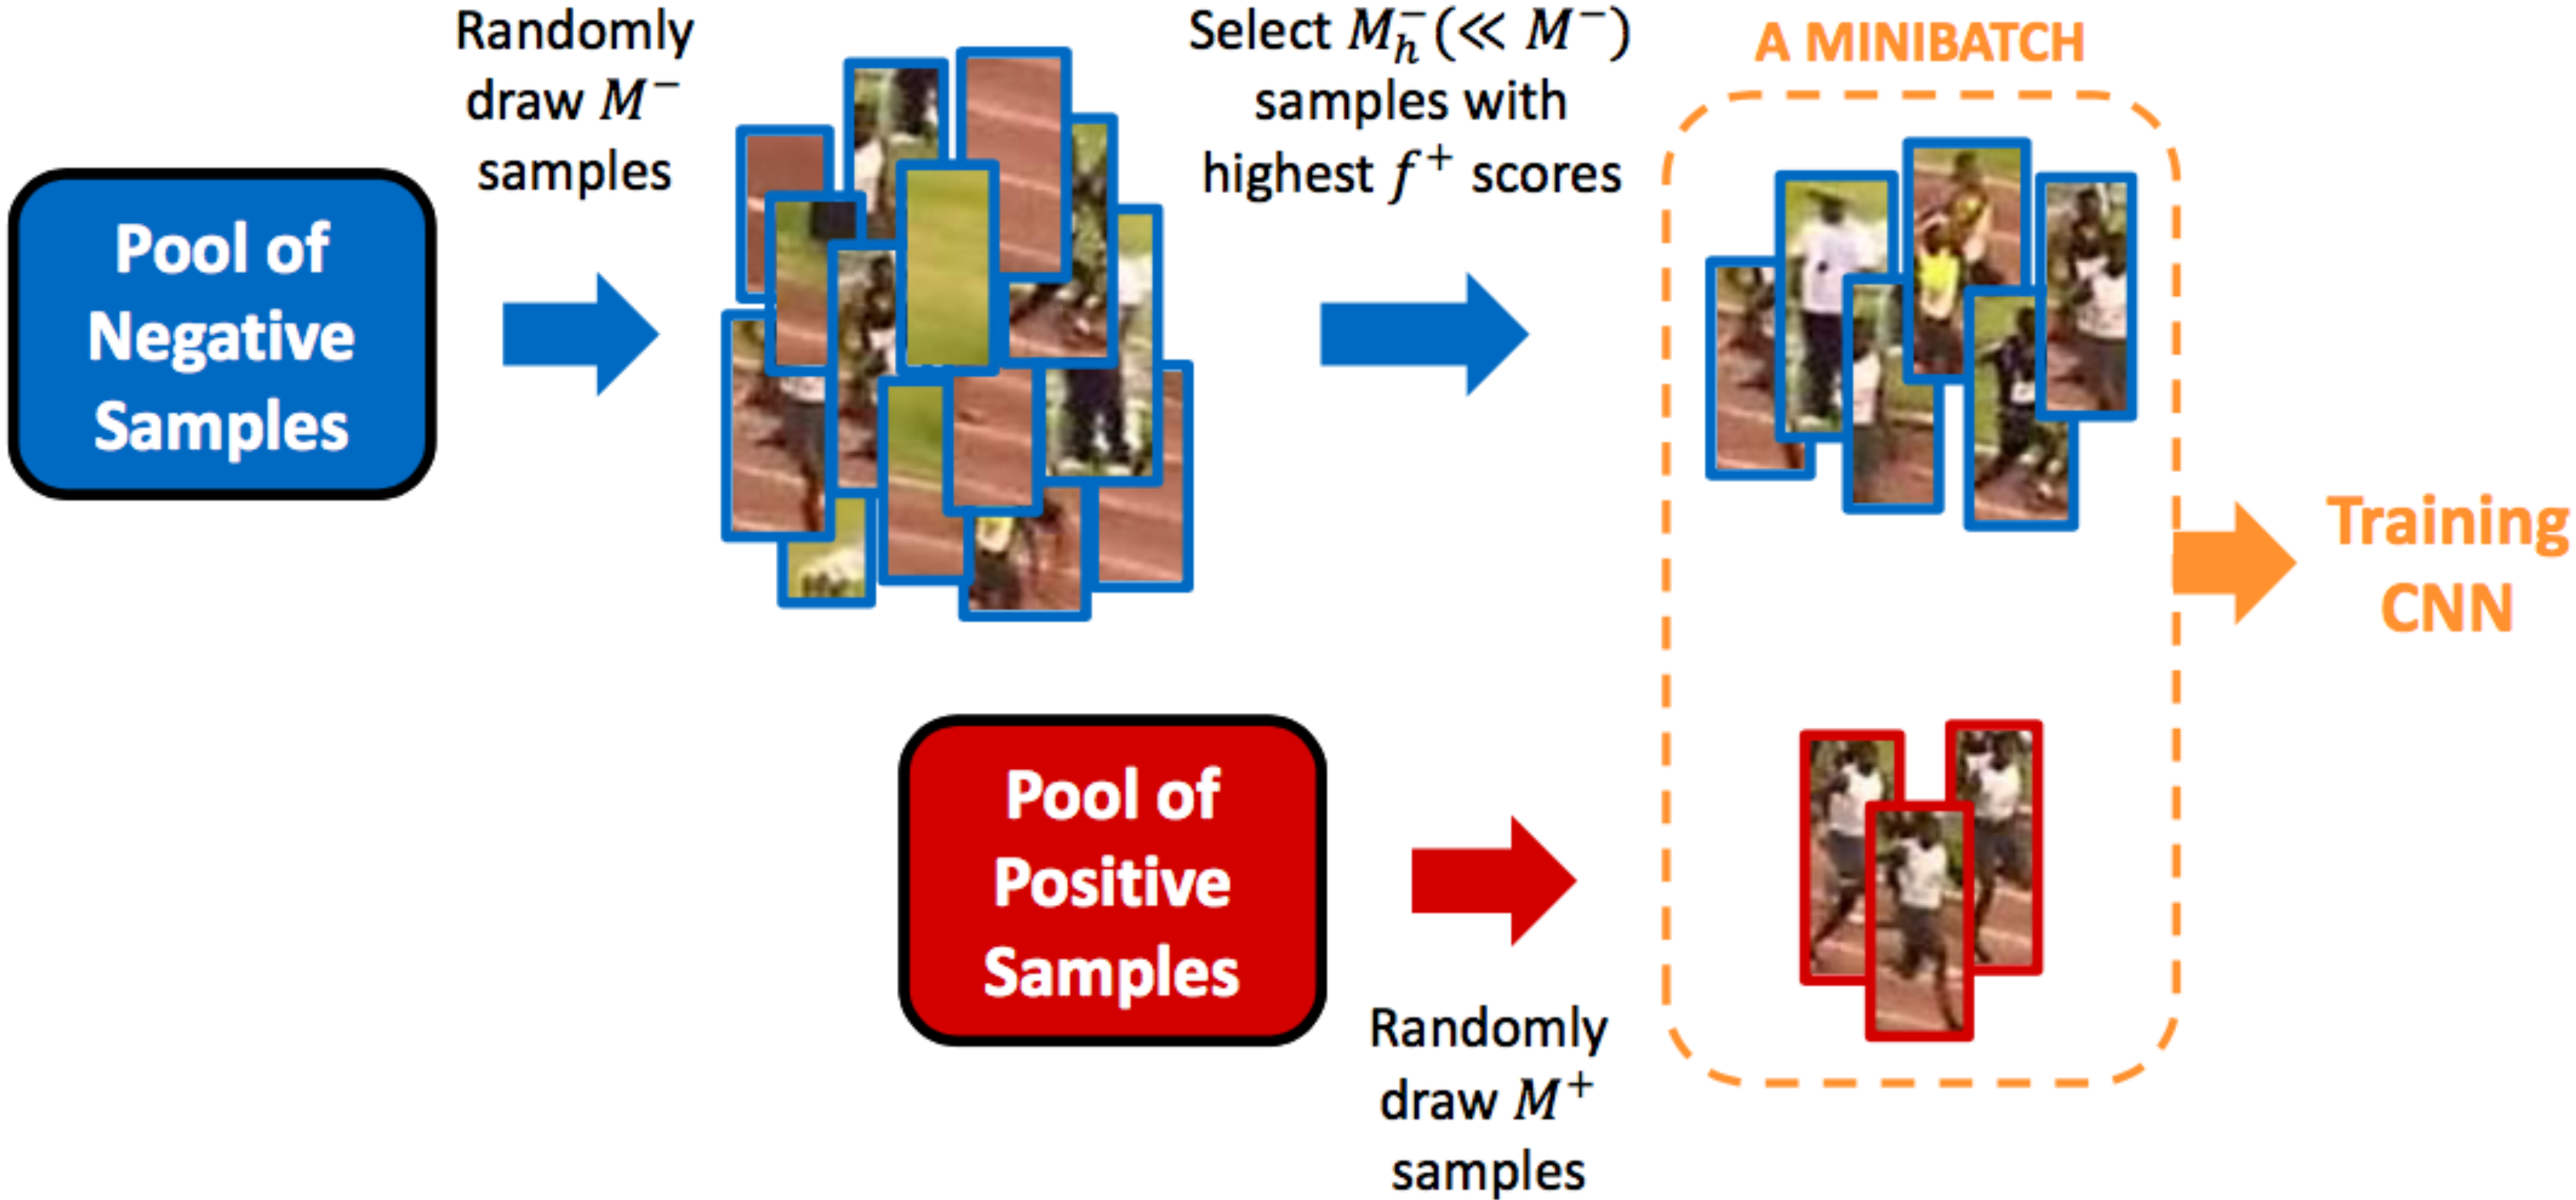 Pool of
Negative
Samples
Randomly
draw M⁻
samples
Select M_h⁻(≪ M⁻)
samples with
highest f⁺ scores
A MINIBATCH
Training
CNN
Pool of
Positive
Samples
Randomly
draw M⁺
samples